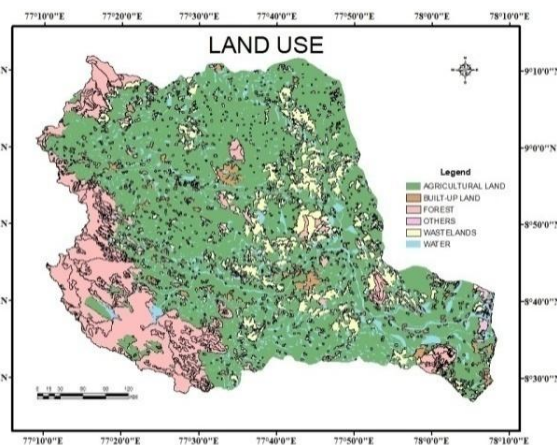 77°10'0"E 77°20'0"E 77°30'0"E 77°40'0"E 77°50'0"E 78°0'0"E 78°10'0"E
LAND USE
9°10'0"N
9°0'0"N
8°50'0"N
8°40'0"N
8°30'0"N
Legend
AGRICULTURAL LAND
BUILT-UP LAND
FOREST
OTHERS
WASTELANDS
WATER
77°10'0"E 77°20'0"E 77°30'0"E 77°40'0"E 77°50'0"E 78°0'0"E 78°10'0"E